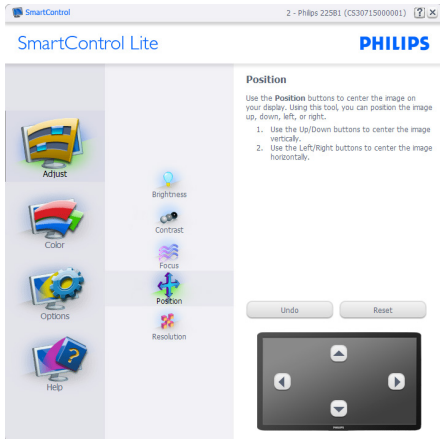 SmartControl
2 - Philips 225B1 (CS30715000001)
SmartControl Lite
PHILIPS
Adjust
Color
Options
Help
Brightness
Contrast
Focus
Position
Resolution
Position
Use the Position buttons to center the image on
your display. Using this tool, you can position the image
up, down, left, or right.
1. Use the Up/Down buttons to center the image
vertically.
2. Use the Left/Right buttons to center the image
horizontally.
Undo
Reset
PHILIPS